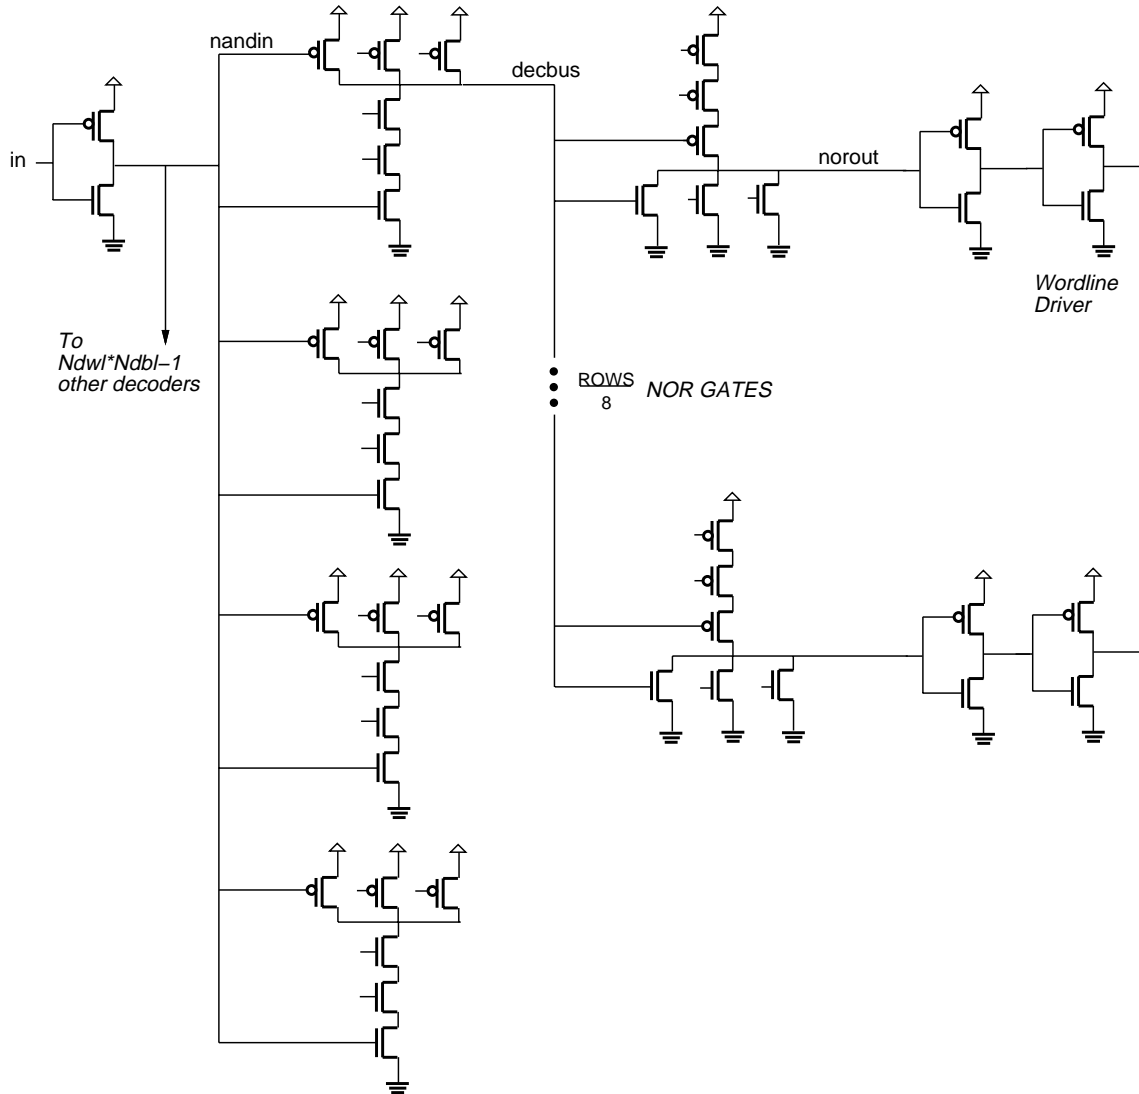 nandin
decbus
in
norout
Wordline
Driver
To
Ndwl*Ndbl−1
other decoders
ROWS
8
NOR GATES